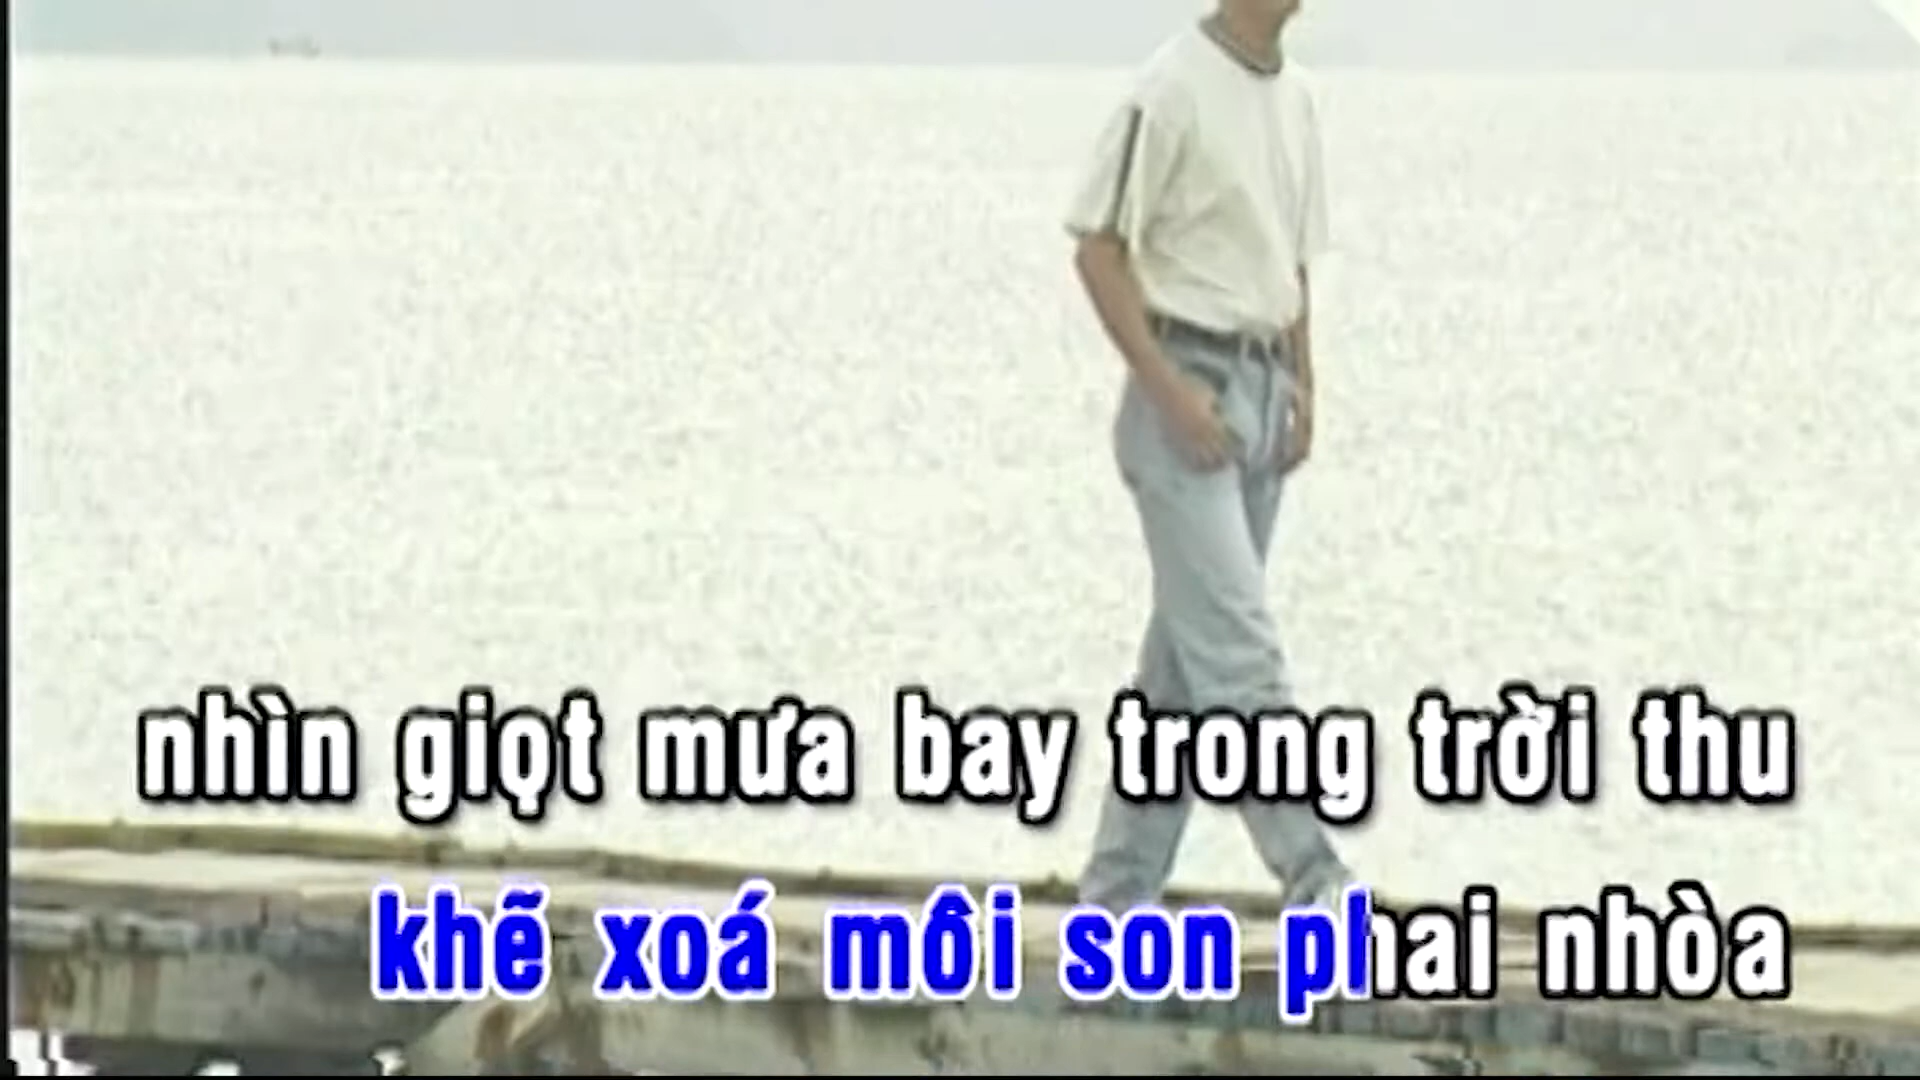 nhìn giọt mưa bay trong trời thu
khẽ xoá môi son phai nhòa